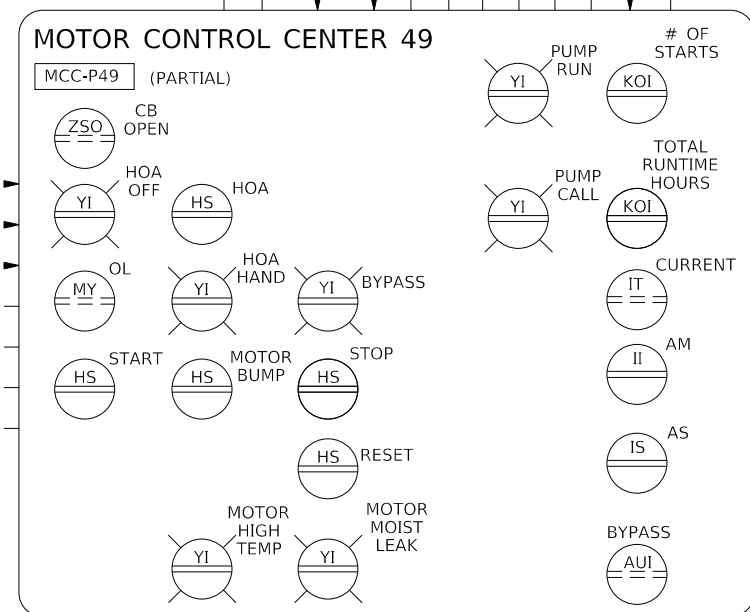 MOTOR CONTROL CENTER 49
MCC-P49 (PARTIAL)
ZSO
CB
OPEN
YI
HOA
OFF
HS
HOA
MY
OL
YI
HOA
HAND
YI
BYPASS
HS
START
HS
MOTOR
BUMP
HS
STOP
HS
RESET
YI
MOTOR
HIGH
TEMP
YI
MOTOR
MOIST
LEAK
YI
PUMP
RUN
KOI
# OF
STARTS
YI
PUMP
CALL
KOI
TOTAL
RUNTIME
HOURS
IT
CURRENT
II
AM
IS
AS
BYPASS
AUI